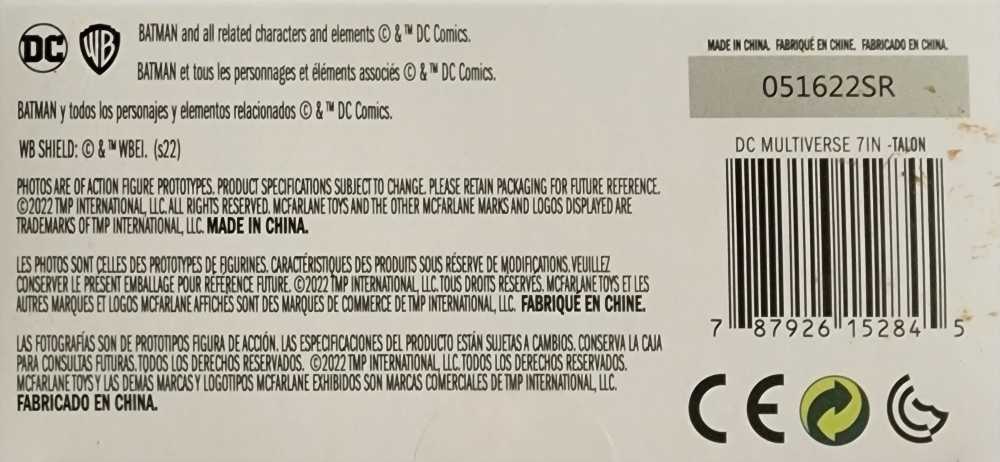 DC WB BATMAN and all related characters and elements © & ™ DC Comics.
BATMAN et tous les personnages et éléments associés © & ™ DC Comics.
BATMAN y todos los personajes y elementos relacionados © & ™ DC Comics.
WB SHIELD: © & ™ WBEI. (s22)
PHOTOS ARE OF ACTION FIGURE PROTOTYPES. PRODUCT SPECIFICATIONS SUBJECT TO CHANGE. PLEASE RETAIN PACKAGING FOR FUTURE REFERENCE.
©2022 TMP INTERNATIONAL, LLC. ALL RIGHTS RESERVED. MCFARLANE TOYS AND THE OTHER MCFARLANE MARKS AND LOGOS DISPLAYED ARE
TRADEMARKS OF TMP INTERNATIONAL, LLC. MADE IN CHINA.
LES PHOTOS SONT CELLES DES PROTOTYPES DE FIGURINES. CARACTÉRISTIQUES DES PRODUITS SOUS RÉSERVE DE MODIFICATIONS. VEUILLEZ
CONSERVER LE PRÉSENT EMBALLAGE POUR RÉFÉRENCE FUTURE. ©2022 TMP INTERNATIONAL, LLC. TOUS DROITS RÉSERVÉS. MCFARLANE TOYS ET LES
AUTRES MARQUES ET LOGOS MCFARLANE AFFICHÉS SONT DES MARQUES DE COMMERCE DE TMP INTERNATIONAL, LLC. FABRIQUÉ EN CHINE.
LAS FOTOGRAFÍAS SON DE PROTOTIPOS FIGURA DE ACCIÓN. LAS ESPECIFICACIONES DEL PRODUCTO ESTÁN SUJETAS A CAMBIOS. CONSERVA LA CAJA
PARA CONSULTAS FUTURAS. TODOS LOS DERECHOS RESERVADOS. ©2022 TMP INTERNATIONAL, LLC. TODOS LOS DERECHOS RESERVADOS.
MCFARLANE TOYS Y LAS DEMAS MARCAS Y LOGOTIPOS MCFARLANE EXHIBIDOS SON MARCAS COMERCIALES DE TMP INTERNATIONAL, LLC.
FABRICADO EN CHINA.
MADE IN CHINA. FABRIQUÉ EN CHINE. FABRICADO EN CHINA.
051622SR
DC MULTIVERSE 7IN -TALON
7 87926 15284 5
CE